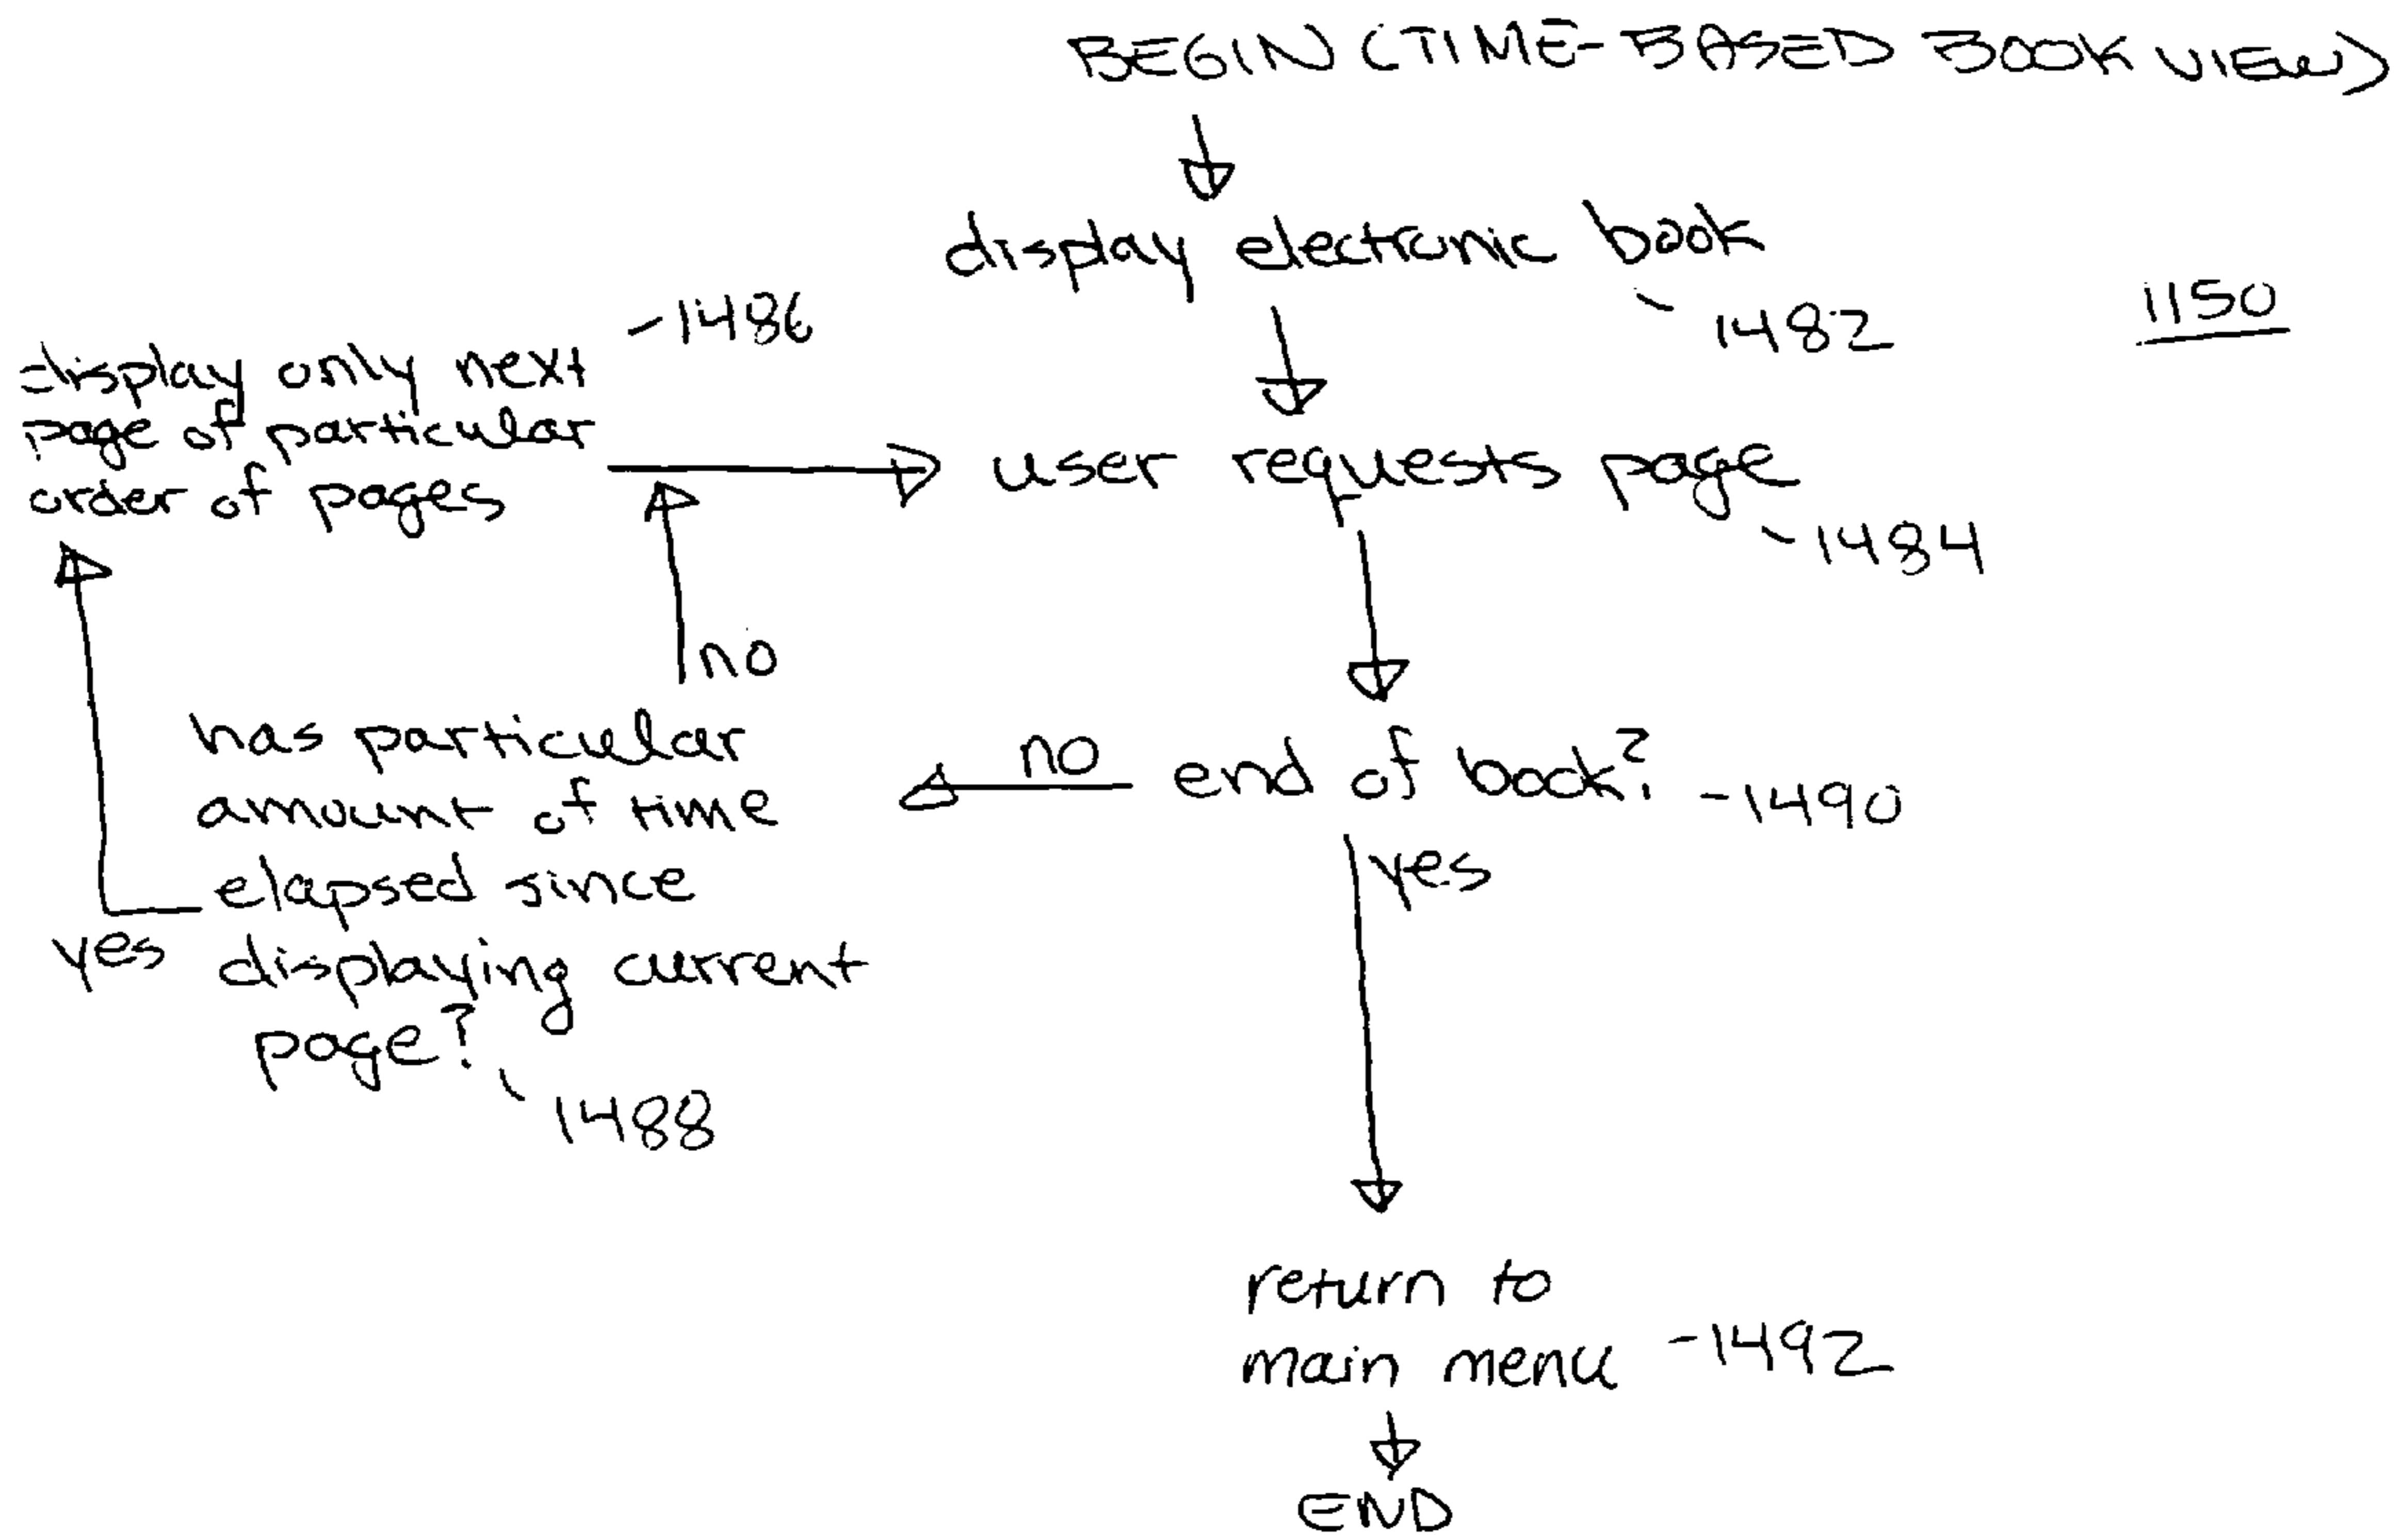 BEGIN (TIME-BASED BOOK VIEW)
display electronic book
- 1482
1150
display only next
page of particular
order of pages
-1486
user requests page
-1484
no
has particular
amount of time
elapsed since
displaying current
page?
yes
- 1488
no
end of book?
-1490
yes
return to
main menu
-1492
END